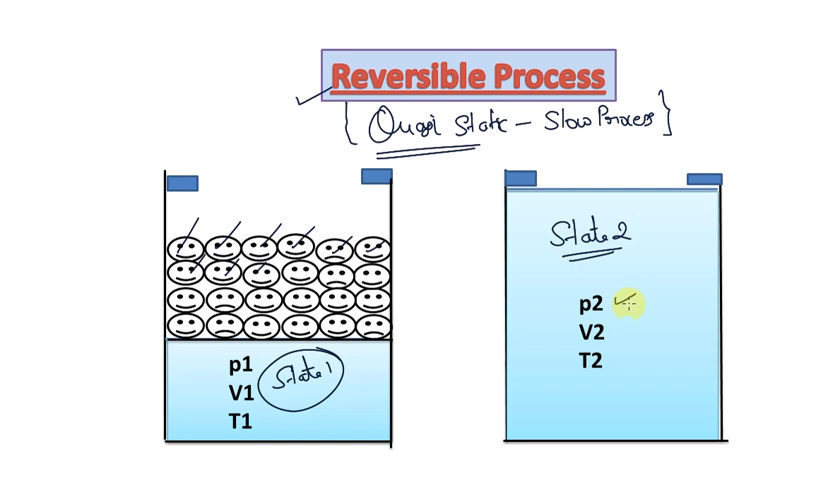 Reversible Process
[ Quasi Static - Slow Process ]
State 2
p2
V2
T2
p1
V1
T1
State 1